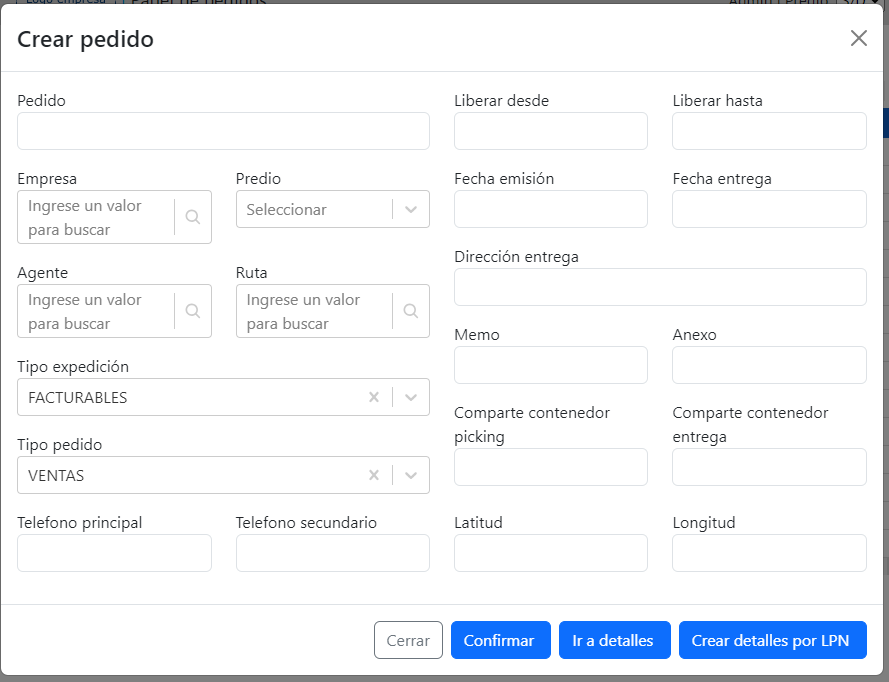 Crear pedido
Pedido
Liberar desde
Liberar hasta
Empresa
Ingrese un valor
para buscar
Predio
Seleccionar
Fecha emisión
Fecha entrega
Dirección entrega
Agente
Ingrese un valor
para buscar
Ruta
Ingrese un valor
para buscar
Memo
Anexo
Tipo expedición
FACTURABLES
Comparte contenedor
picking
Comparte contenedor
entrega
Tipo pedido
VENTAS
Telefono principal
Telefono secundario
Latitud
Longitud
Cerrar
Confirmar
Ir a detalles
Crear detalles por LPN